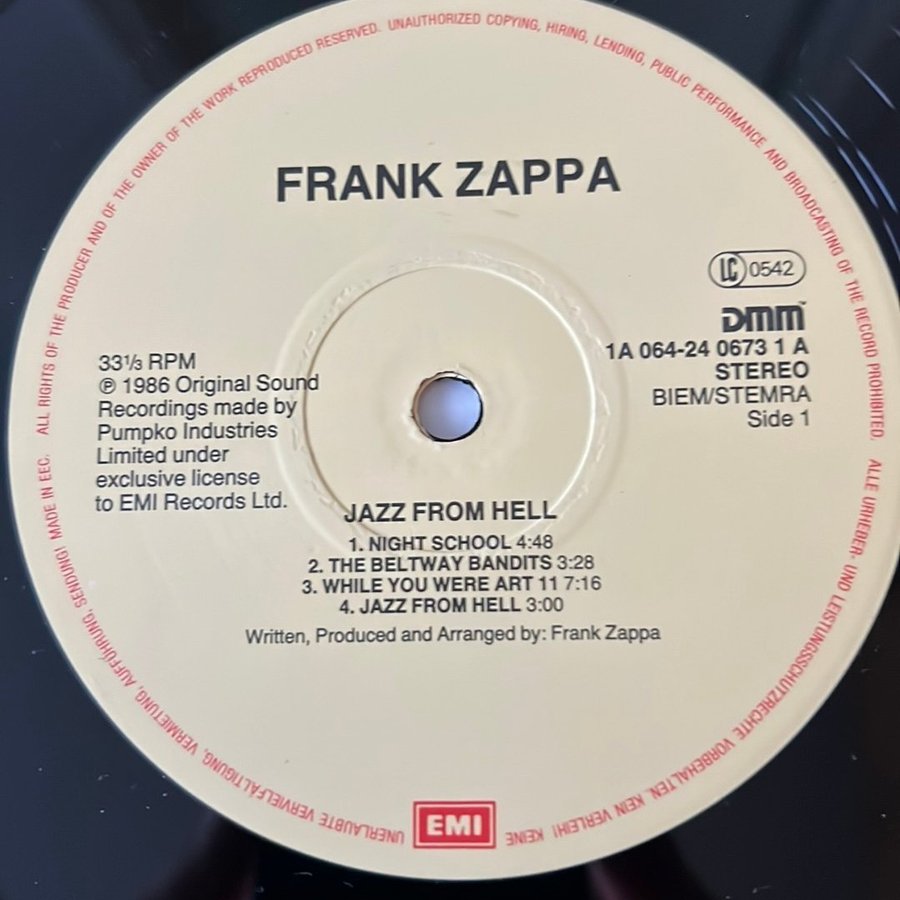 ALL RIGHTS OF THE PRODUCER AND OF THE OWNER OF THE WORK REPRODUCED RESERVED. UNAUTHORIZED COPYING, HIRING, LENDING, PUBLIC PERFORMANCE AND BROADCASTING OF THE RECORD PROHIBITED.
FRANK ZAPPA
LC 0542
DMM™
1A 064-24 0673 1 A
STEREO
BIEM/STEMRA
Side 1
33⅓ RPM
℗ 1986 Original Sound
Recordings made by
Pumpko Industries
Limited under
exclusive license
to EMI Records Ltd.
JAZZ FROM HELL
1. NIGHT SCHOOL 4:48
2. THE BELTWAY BANDITS 3:28
3. WHILE YOU WERE ART 11 7:16
4. JAZZ FROM HELL 3:00
Written, Produced and Arranged by: Frank Zappa
ALLE URHEBER- UND LEISTUNGSSCHUTZRECHTE VORBEHALTEN. KEIN VERLEIH! KEINE UNERLAUBTE VERVIELFÄLTIGUNG, VERMIETUNG, AUFFÜHRUNG, SENDUNG! MADE IN EEC.
EMI